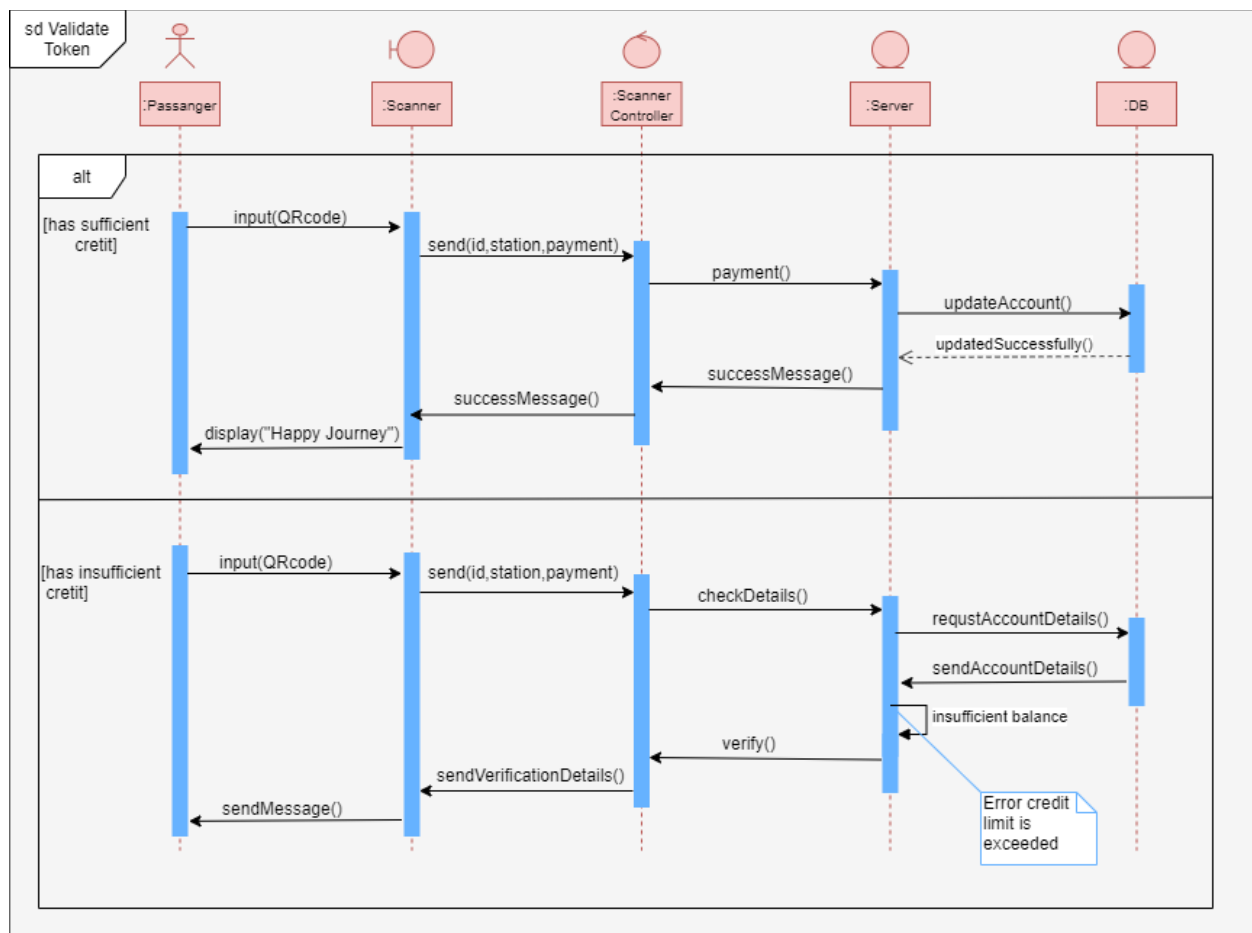 sd Validate
Token
:Passanger
:Scanner
:Scanner
Controller
:Server
:DB
alt
[has sufficient
cretit]
input(QRcode)
send(id,station,payment)
payment()
updateAccount()
updatedSuccessfully()
successMessage()
successMessage()
display("Happy Journey")
[has insufficient
cretit]
input(QRcode)
send(id,station,payment)
checkDetails()
requstAccountDetails()
sendAccountDetails()
insufficient balance
verify()
sendVerificationDetails()
sendMessage()
Error credit
limit is
exceeded